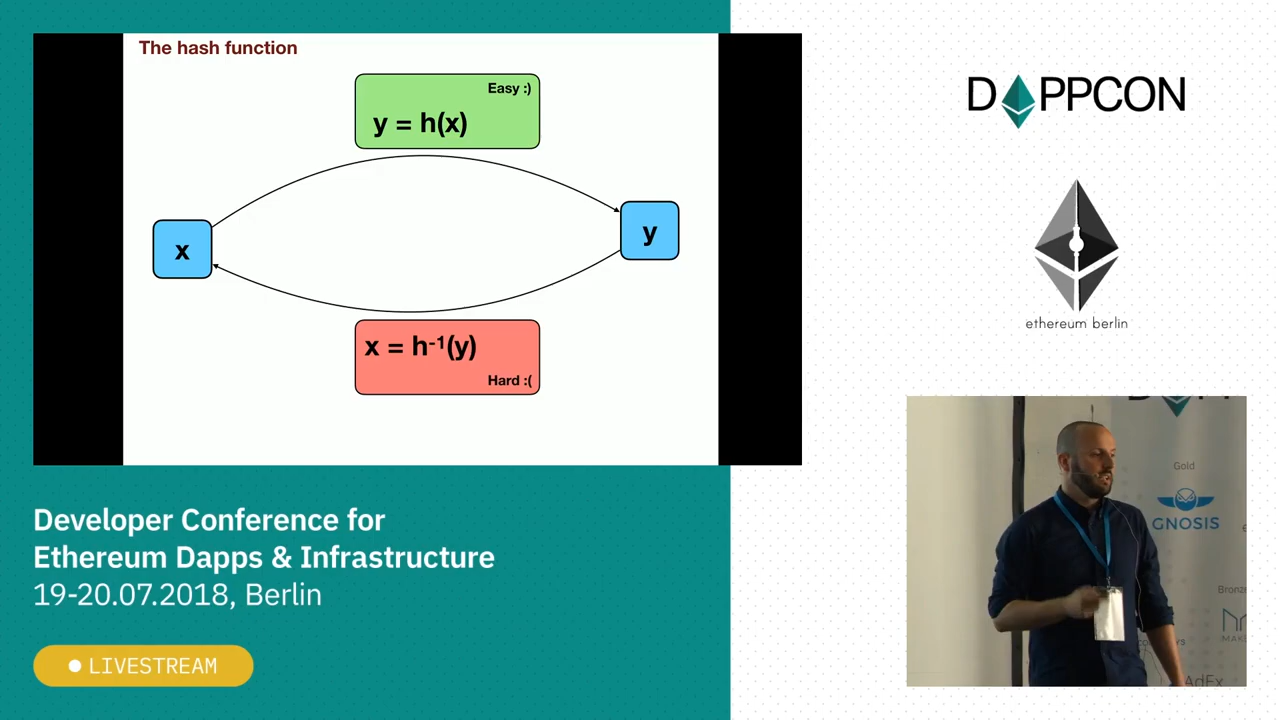 The hash function
Easy :)
y = h(x)
x
y
x = h⁻¹(y)
Hard :(
Developer Conference for
Ethereum Dapps & Infrastructure
19-20.07.2018, Berlin
LIVESTREAM
DAPPCON
ethereum berlin
Gold
GNOSIS
AdEx